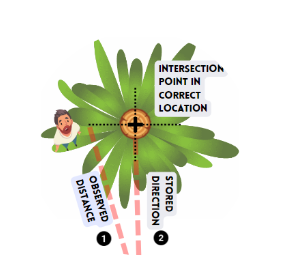 INTERSECTION
POINT IN
CORRECT
LOCATION
OBSERVED
DISTANCE
STORED
DIRECTION
1
2